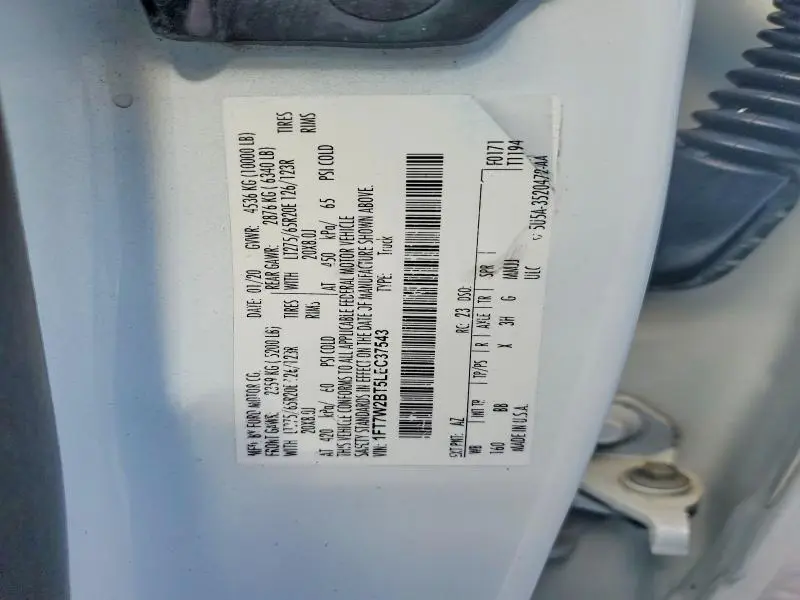 MFD. BY FORD MOTOR CO.
DATE: 01/20 GVWR: 4536 KG (10000 LB)
FRONT GAWR: 2359 KG (5200 LB) REAR GAWR: 2876 KG (6340 LB)
WITH LT275/65R20E 126/123R TIRES WITH LT275/65R20E 126/123R TIRES
20X8.0J RIMS 20X8.0J RIMS
AT 420 kPa/ 60 PSI COLD AT 450 kPa/ 65 PSI COLD
THIS VEHICLE CONFORMS TO ALL APPLICABLE FEDERAL MOTOR VEHICLE
SAFETY STANDARDS IN EFFECT ON THE DATE OF MANUFACTURE SHOWN ABOVE.
VIN: 1FT7W2BT5LEC37543 TYPE: Truck
F0171
T1194
EXT PNT: AZ RC: 23 DSO:
WB INT TR TP/PS R AXLE TR SPR
160 BB X 3H G
MADE IN U.S.A. ULC